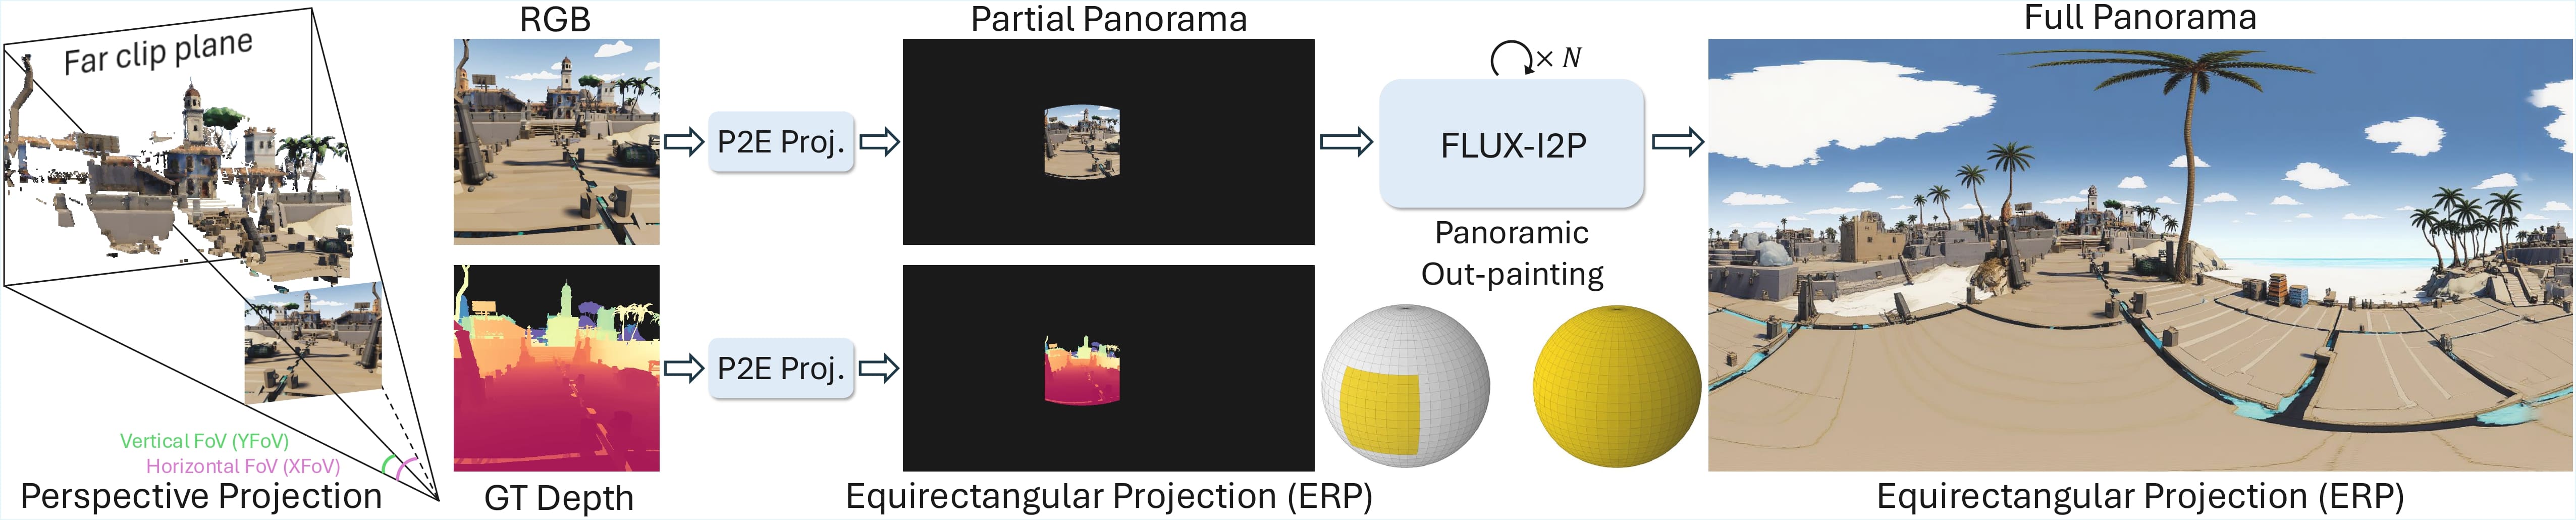 Far clip plane
Vertical FoV (YFoV)
Horizontal FoV (XFoV)
Perspective Projection
RGB
GT Depth
P2E Proj.
P2E Proj.
Partial Panorama
Equirectangular Projection (ERP)
× N
FLUX-I2P
Panoramic
Out-painting
Full Panorama
Equirectangular Projection (ERP)